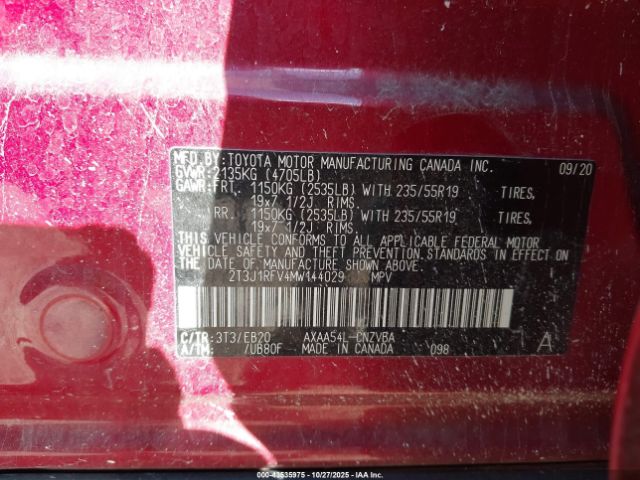 MFD.BY:TOYOTA MOTOR MANUFACTURING CANADA INC. 09/20
GVWR:2135KG (4705LB)
GAWR:FRT. 1150KG (2535LB) WITH 235/55R19 TIRES,
19x7 1/2J RIMS.
RR. 1150KG (2535LB) WITH 235/55R19 TIRES,
19x7 1/2J RIMS.
THIS VEHICLE CONFORMS TO ALL APPLICABLE FEDERAL MOTOR
VEHICLE SAFETY,THEFT PREVENTION,STANDARDS IN EFFECT ON
THE DATE OF MANUFACTURE SHOWN ABOVE.
2T3J1RFV4MW144029 MPV
C/TR:3T3/EB20 AXAA54L-CNZVBA A
A/TM: /UB80F MADE IN CANADA 098
000-43535975 - 10/27/2025 - IAAI.com